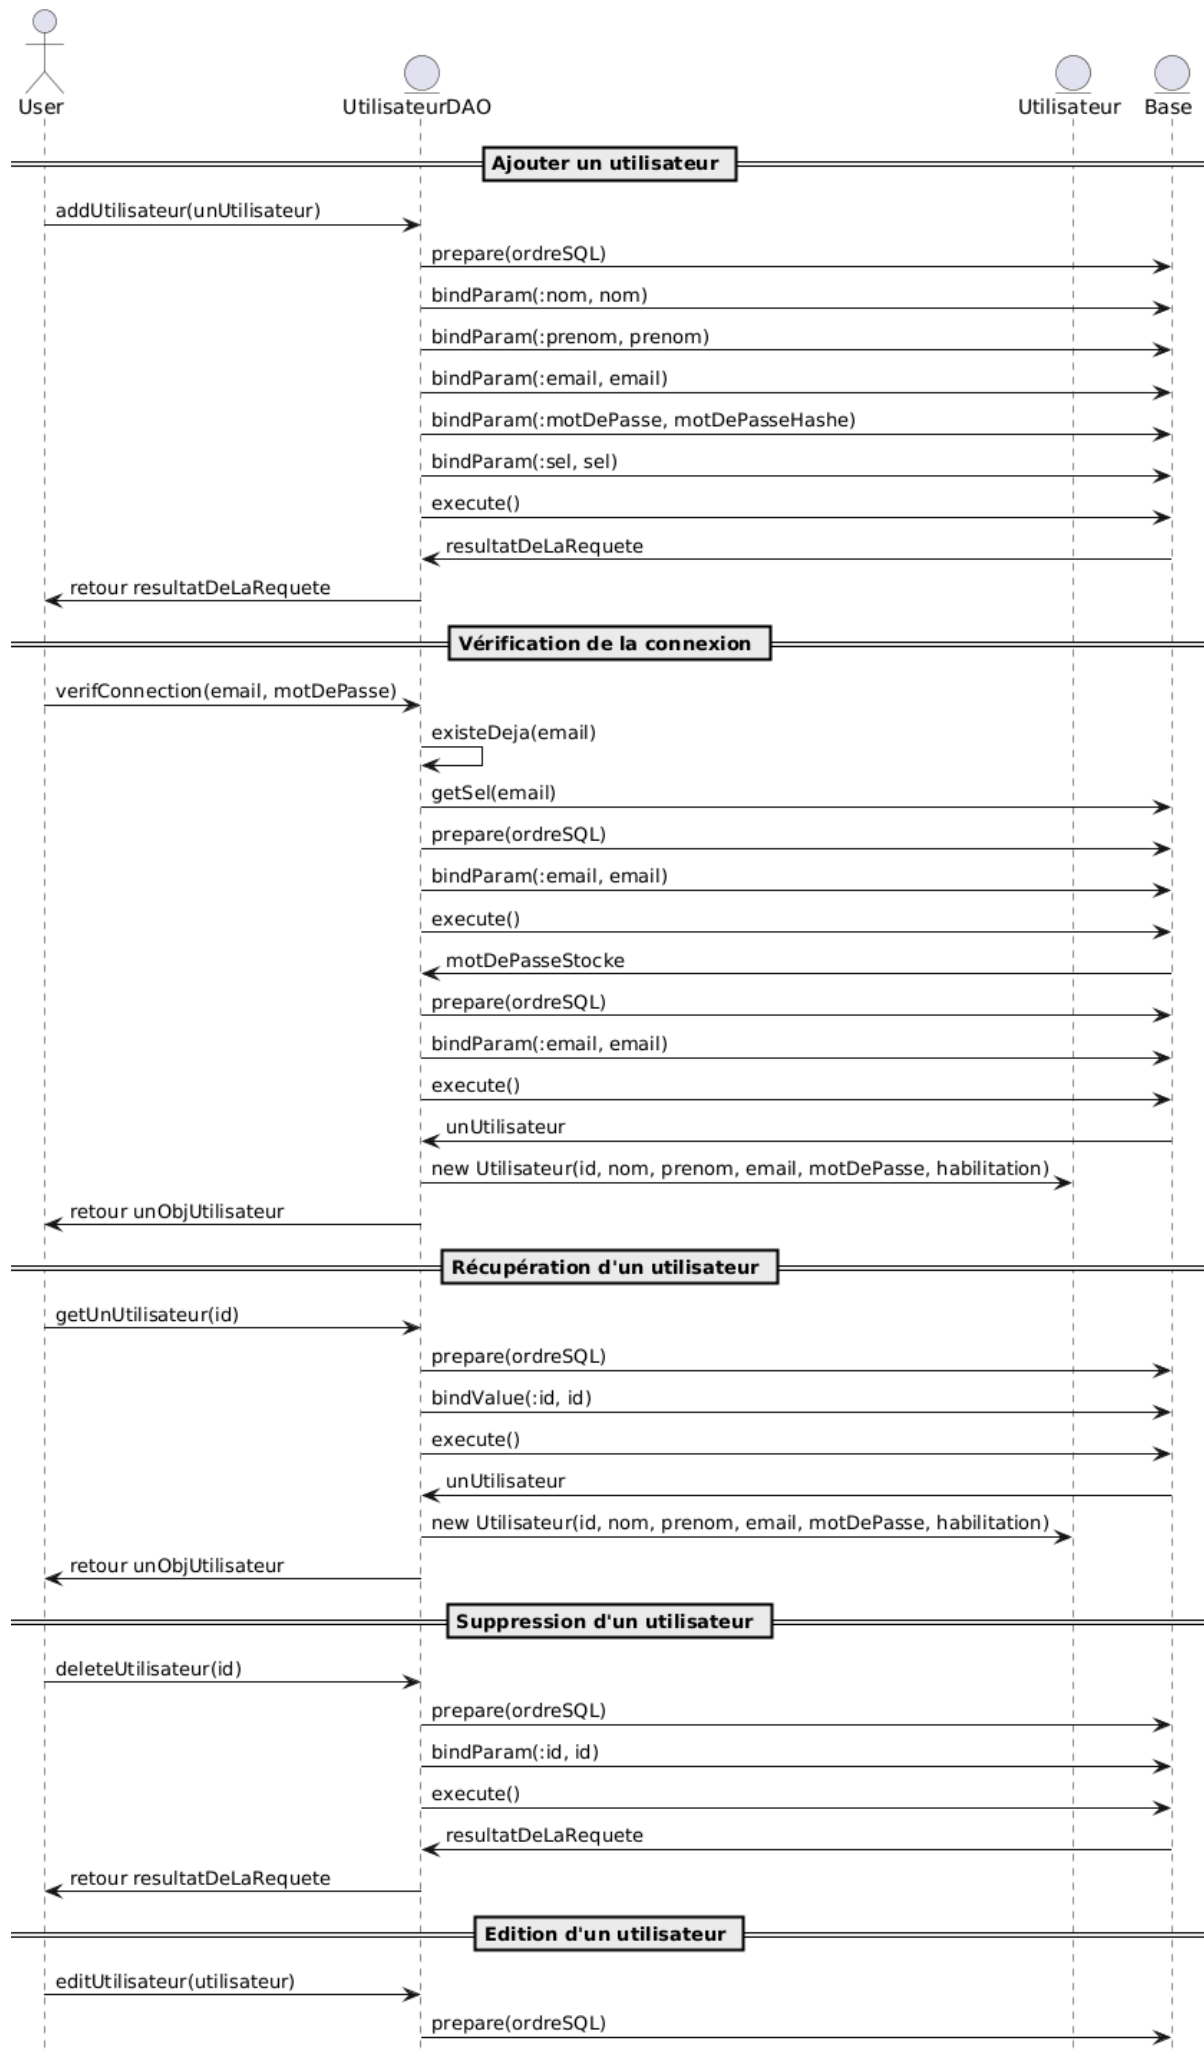 User
UtilisateurDAO
Utilisateur
Base
Ajouter un utilisateur
addUtilisateur(unUtilisateur)
prepare(ordreSQL)
bindParam(:nom, nom)
bindParam(:prenom, prenom)
bindParam(:email, email)
bindParam(:motDePasse, motDePasseHashe)
bindParam(:sel, sel)
execute()
resultatDeLaRequete
retour resultatDeLaRequete
Vérification de la connexion
verifConnection(email, motDePasse)
existeDeja(email)
getSel(email)
prepare(ordreSQL)
bindParam(:email, email)
execute()
motDePasseStocke
prepare(ordreSQL)
bindParam(:email, email)
execute()
unUtilisateur
new Utilisateur(id, nom, prenom, email, motDePasse, habilitation)
retour unObjUtilisateur
Récupération d'un utilisateur
getUnUtilisateur(id)
prepare(ordreSQL)
bindValue(:id, id)
execute()
unUtilisateur
new Utilisateur(id, nom, prenom, email, motDePasse, habilitation)
retour unObjUtilisateur
Suppression d'un utilisateur
deleteUtilisateur(id)
prepare(ordreSQL)
bindParam(:id, id)
execute()
resultatDeLaRequete
retour resultatDeLaRequete
Edition d'un utilisateur
editUtilisateur(utilisateur)
prepare(ordreSQL)